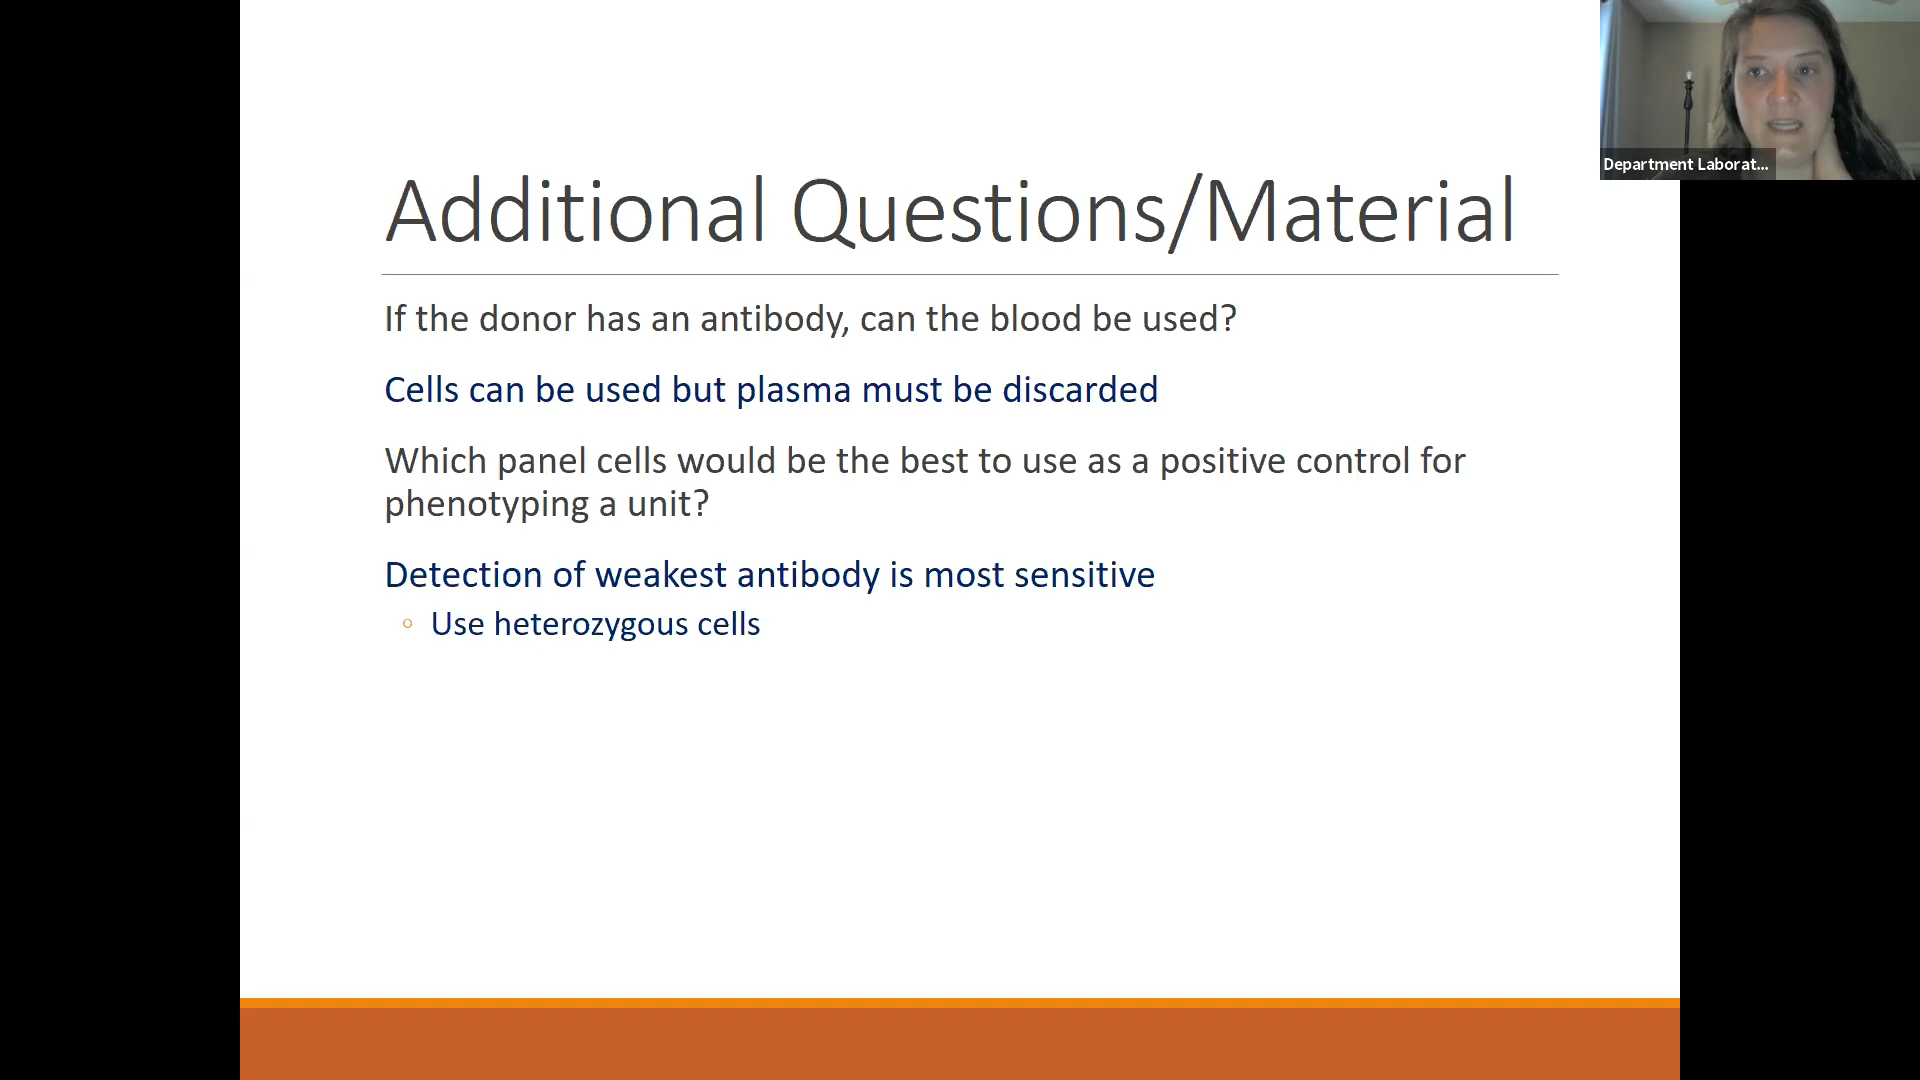 Department Laborat...
Additional Questions/Material
If the donor has an antibody, can the blood be used?
Cells can be used but plasma must be discarded
Which panel cells would be the best to use as a positive control for
phenotyping a unit?
Detection of weakest antibody is most sensitive
◦ Use heterozygous cells